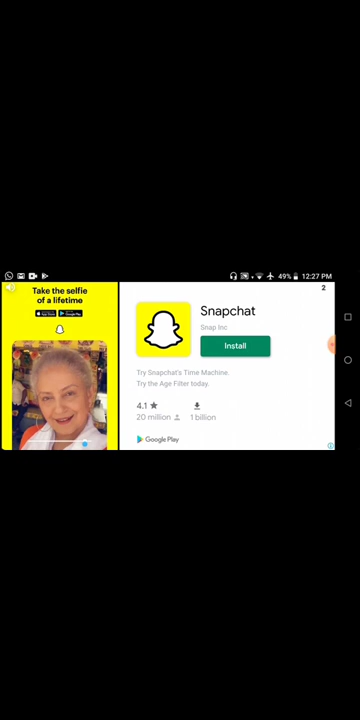 49% 12:27 PM
Take the selfie
of a lifetime
App Store Google Play
2
Snapchat
Snap Inc
Install
Try Snapchat's Time Machine.
Try the Age Filter today.
4.1
20 million 1 billion
Google Play